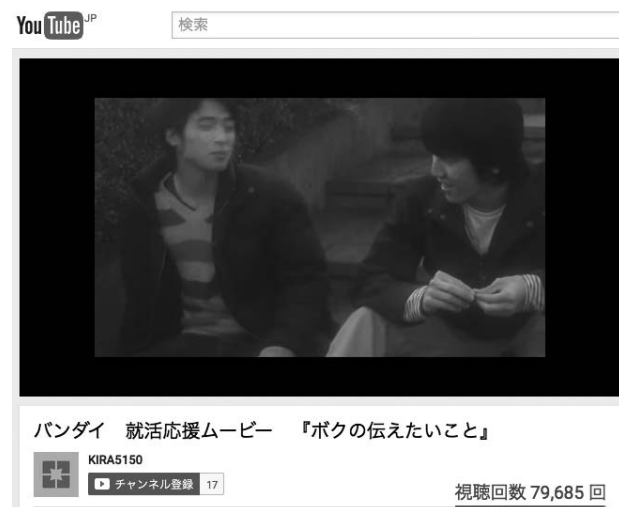 YouTube JP
検索
バンダイ 就活応援ムービー 『ボクの伝えたいこと』
KIRA5150
チャンネル登録 17
視聴回数 79,685 回